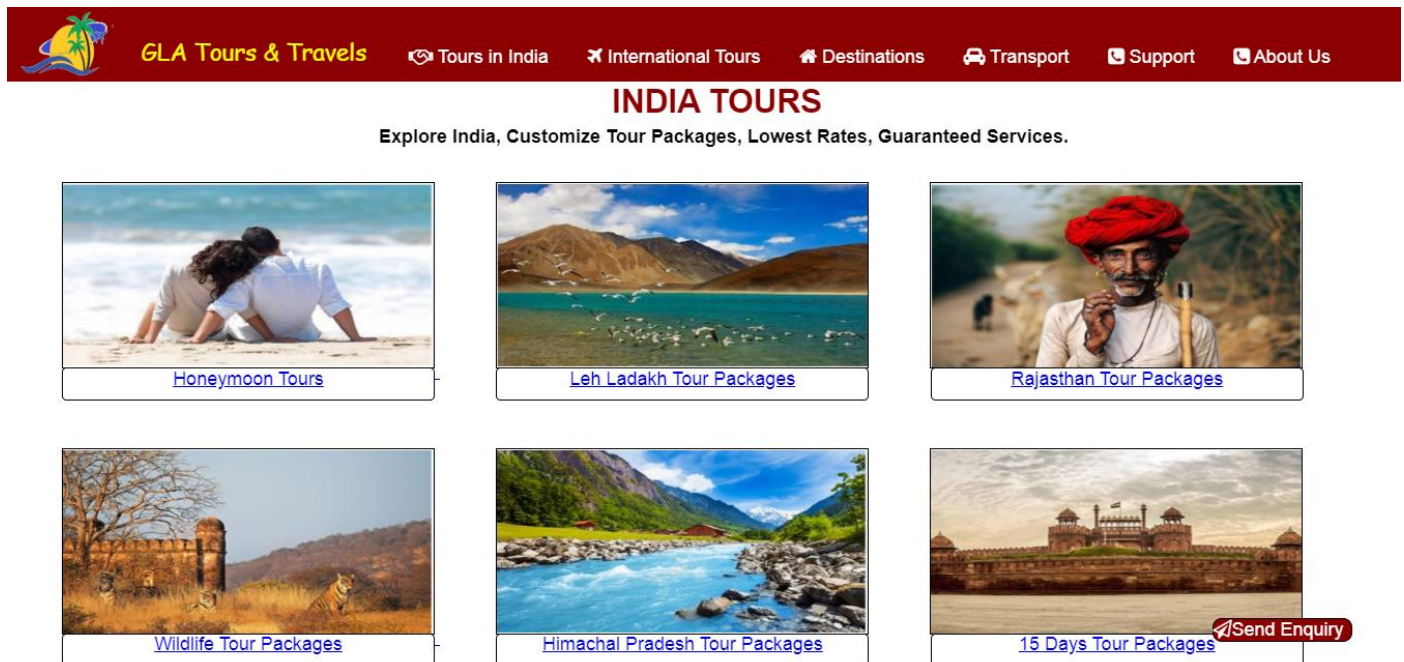 GLA Tours & Travels Tours in India International Tours Destinations Transport Support About Us
INDIA TOURS
Explore India, Customize Tour Packages, Lowest Rates, Guaranteed Services.
Honeymoon Tours
Leh Ladakh Tour Packages
Rajasthan Tour Packages
Wildlife Tour Packages
Himachal Pradesh Tour Packages
15 Days Tour Packages
Send Enquiry